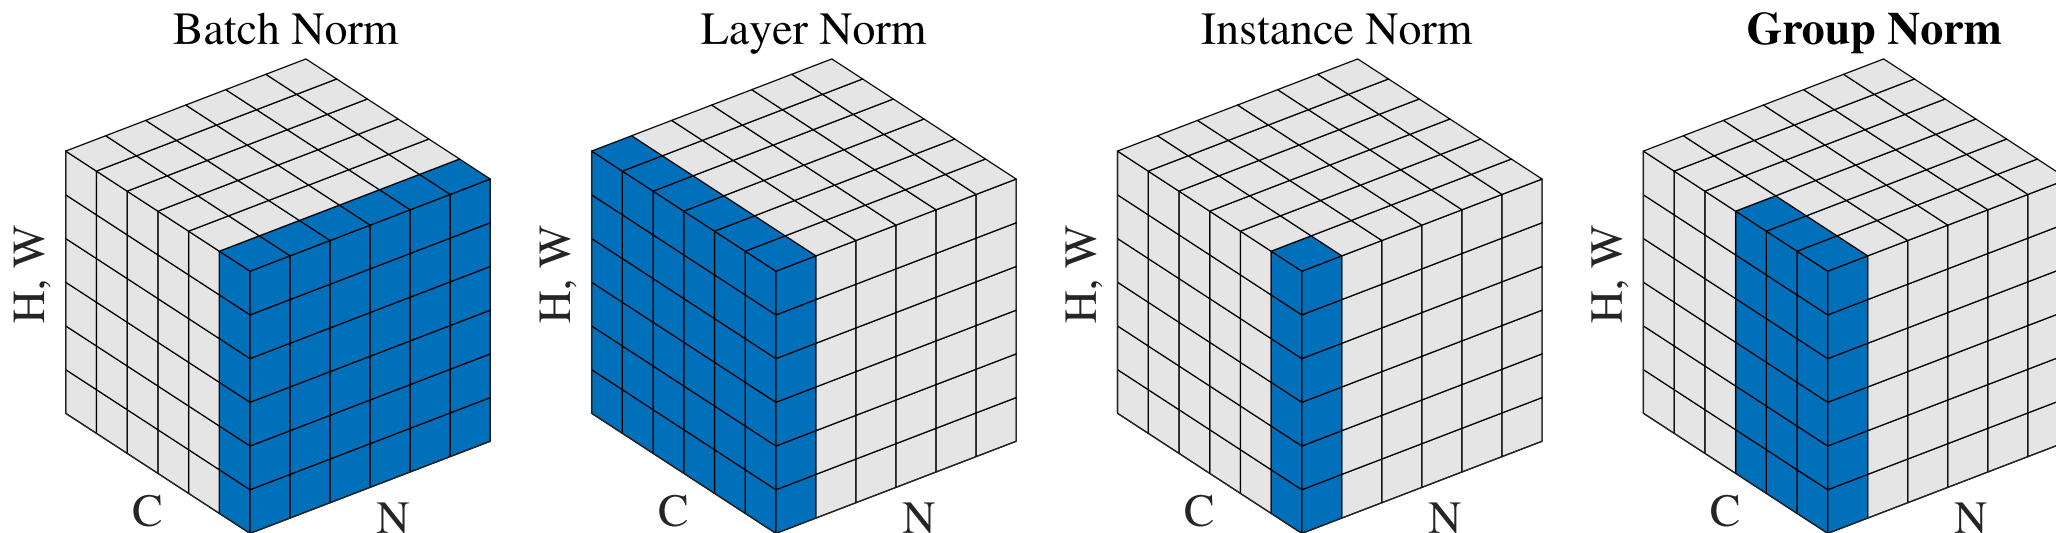 Batch Norm
Layer Norm
Instance Norm
Group Norm
H, W
C
N
H, W
C
N
H, W
C
N
H, W
C
N